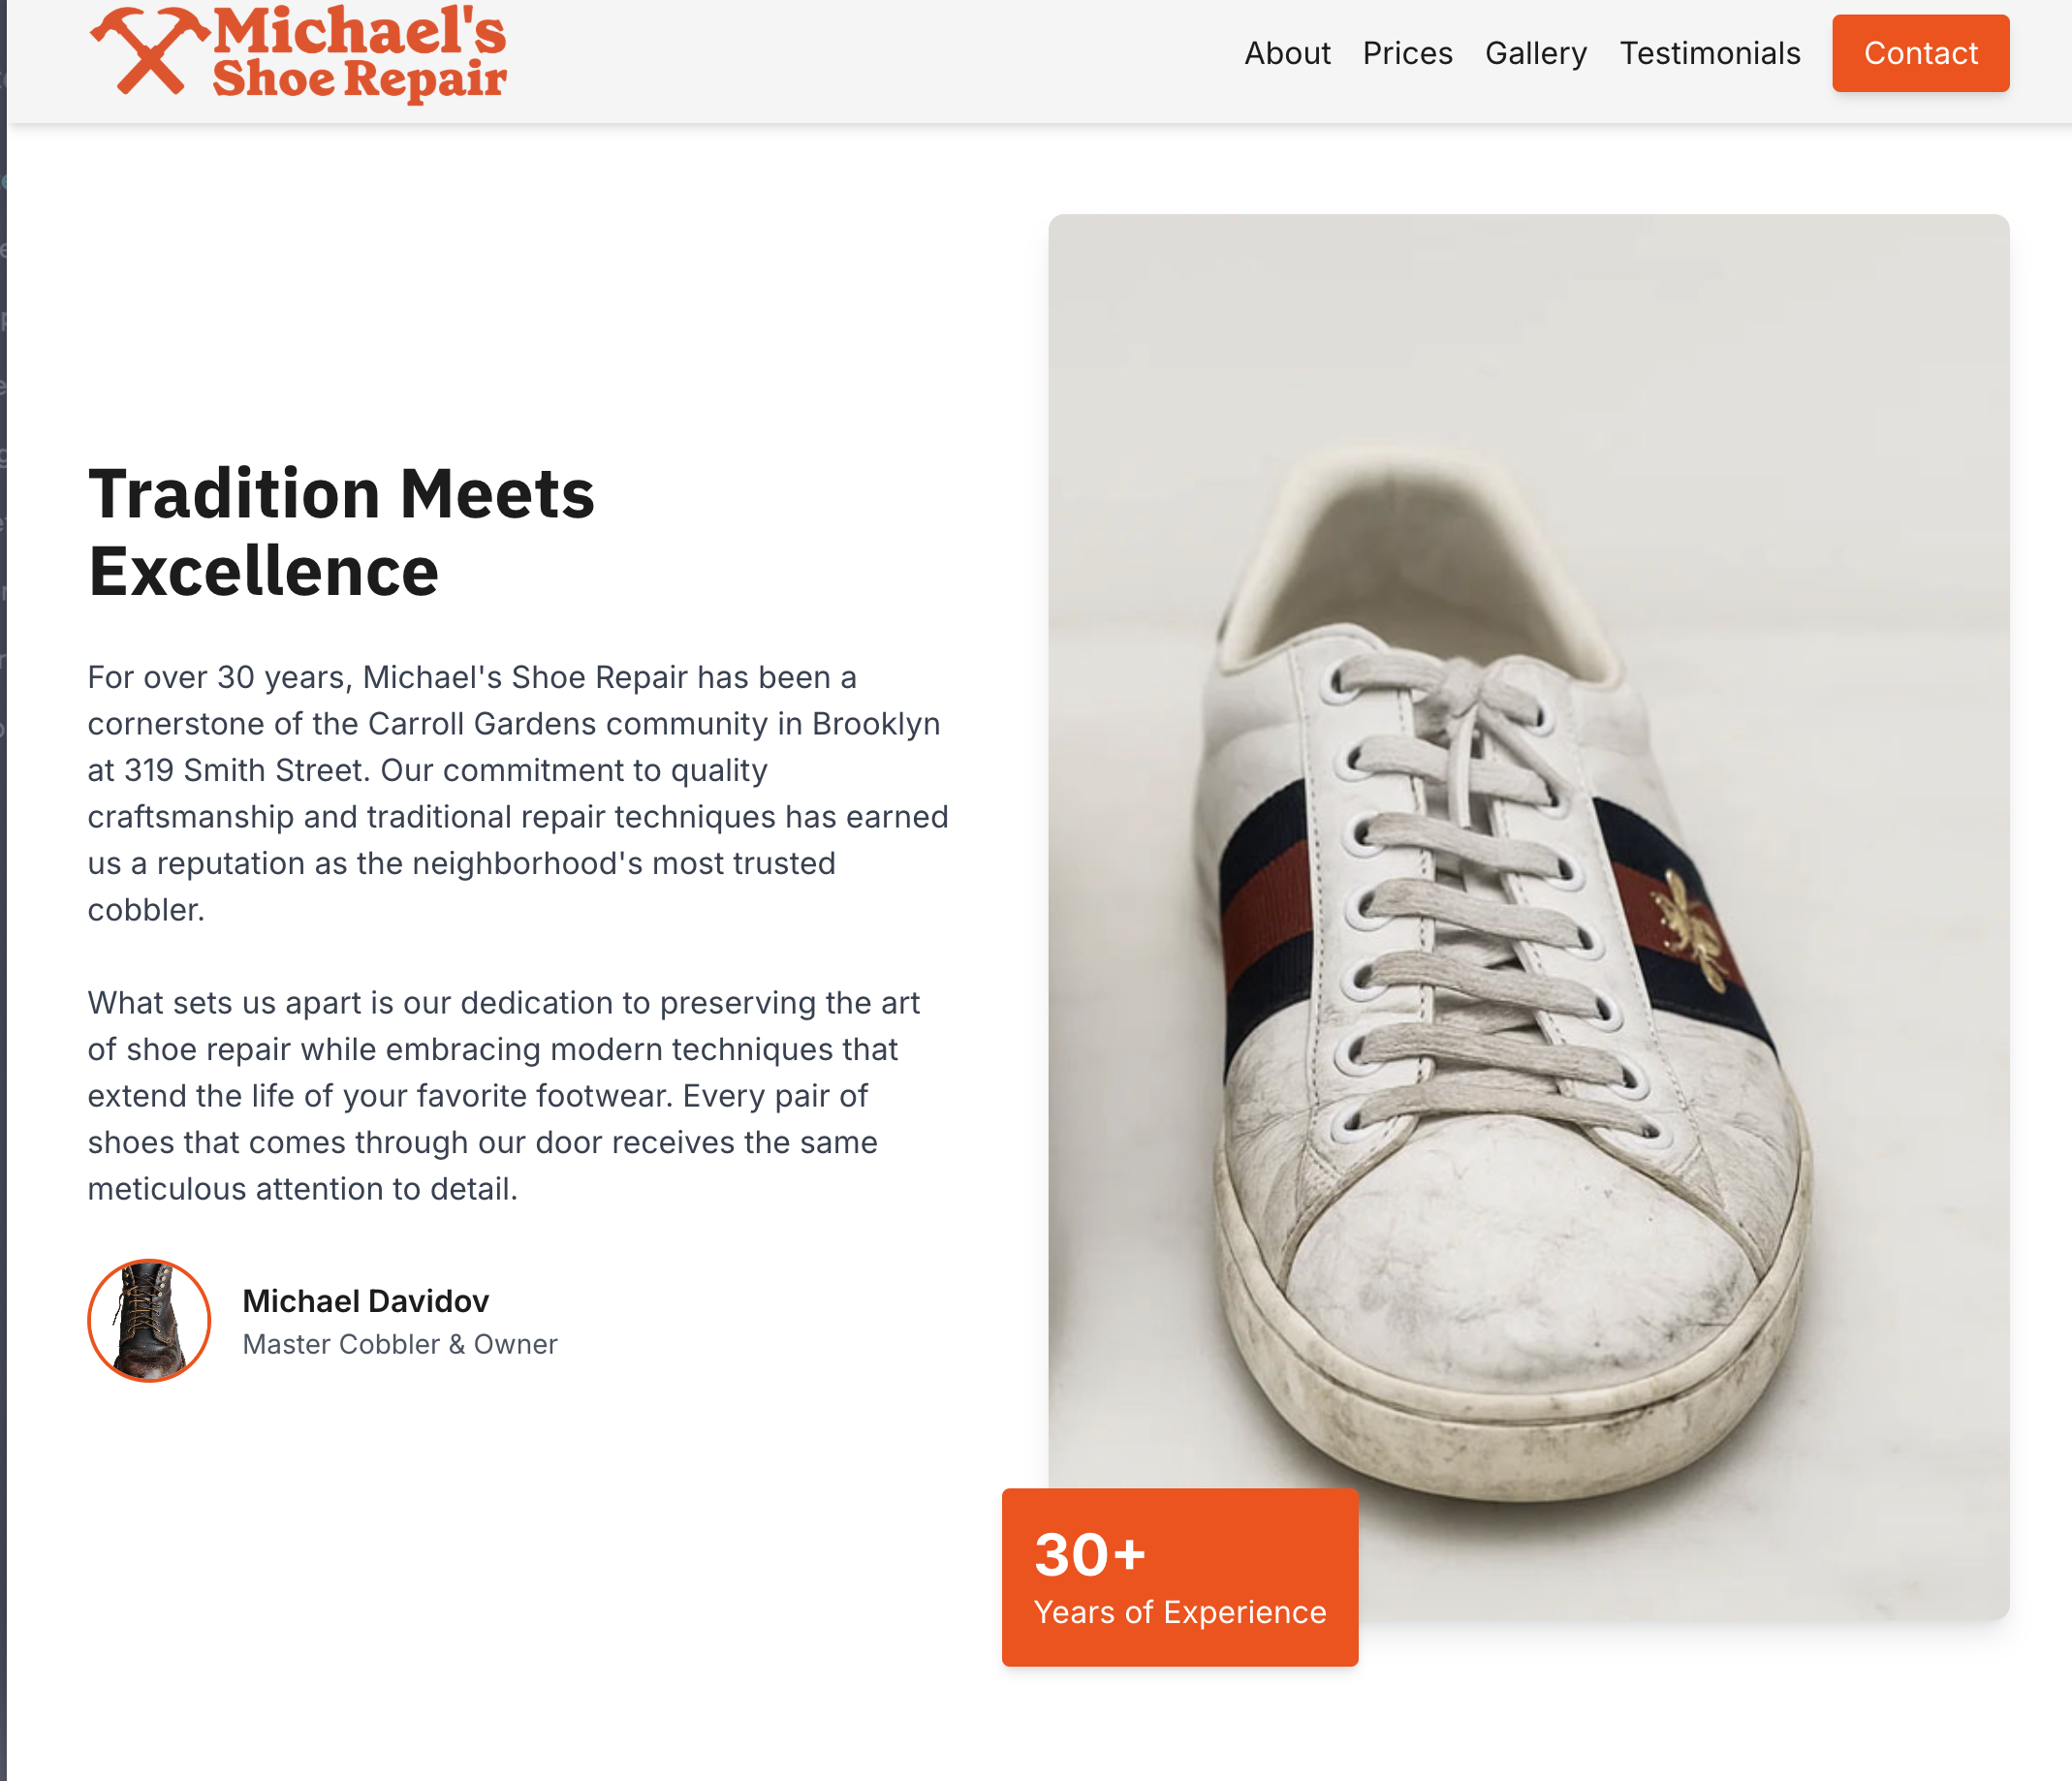 Michael's
Shoe Repair
About Prices Gallery Testimonials Contact
Tradition Meets
Excellence
For over 30 years, Michael's Shoe Repair has been a
cornerstone of the Carroll Gardens community in Brooklyn
at 319 Smith Street. Our commitment to quality
craftsmanship and traditional repair techniques has earned
us a reputation as the neighborhood's most trusted
cobbler.
What sets us apart is our dedication to preserving the art
of shoe repair while embracing modern techniques that
extend the life of your favorite footwear. Every pair of
shoes that comes through our door receives the same
meticulous attention to detail.
Michael Davidov
Master Cobbler & Owner
30+
Years of Experience